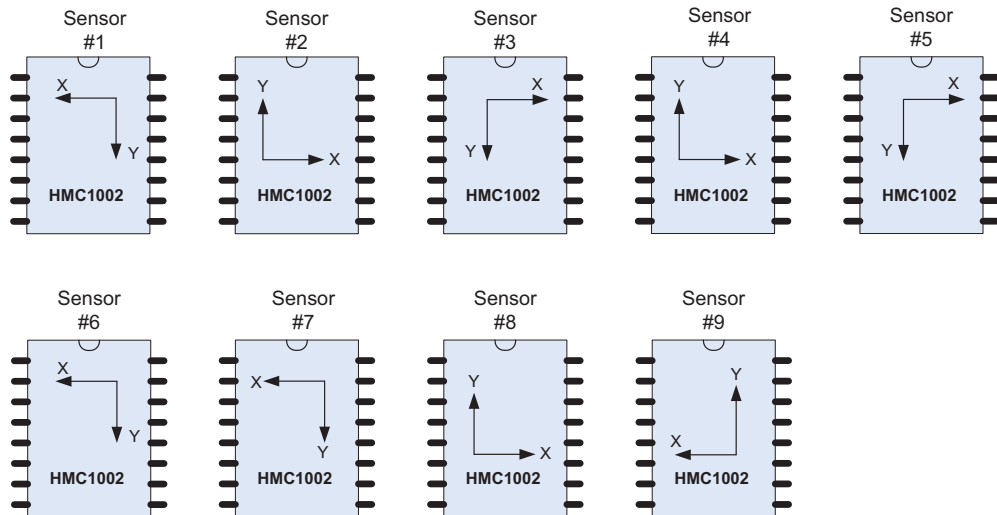 Sensor
#1
Sensor
#2
Sensor
#3
Sensor
#4
Sensor
#5
X
Y
HMC1002
Y
X
HMC1002
X
Y
HMC1002
Y
X
HMC1002
X
Y
HMC1002
Sensor
#6
Sensor
#7
Sensor
#8
Sensor
#9
X
Y
HMC1002
X
Y
HMC1002
Y
X
HMC1002
Y
X
HMC1002